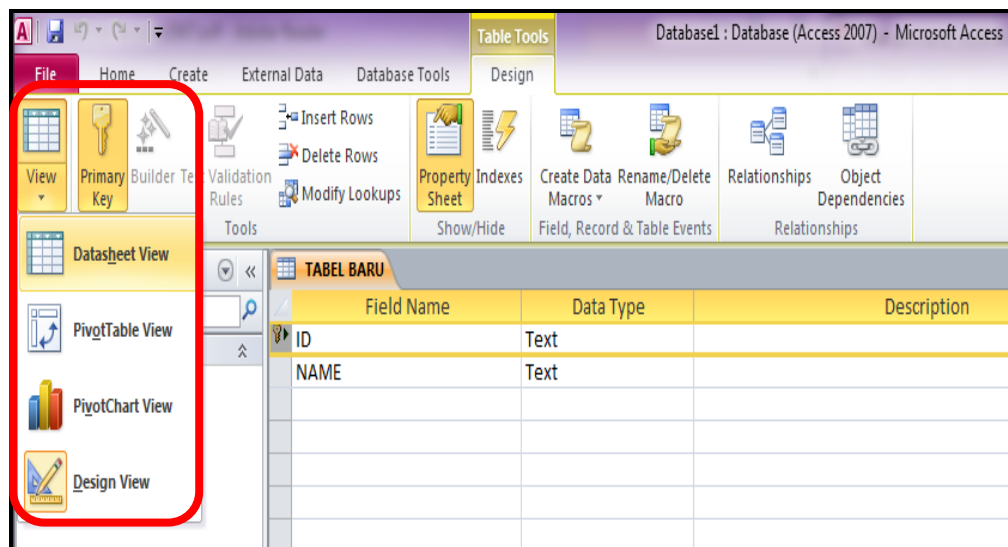 A
Table Tools
Database1 : Database (Access 2007) - Microsoft Access
File Home Create External Data Database Tools Design
View
Primary Key
Builder
Validation Rules
Insert Rows
Delete Rows
Modify Lookups
Property Sheet
Indexes
Create Data Macros
Rename/Delete Macro
Relationships
Object Dependencies
Tools
Show/Hide
Field, Record & Table Events
Relationships
Datasheet View
PivotTable View
PivotChart View
Design View
TABEL BARU
Field Name Data Type Description
ID Text
NAME Text